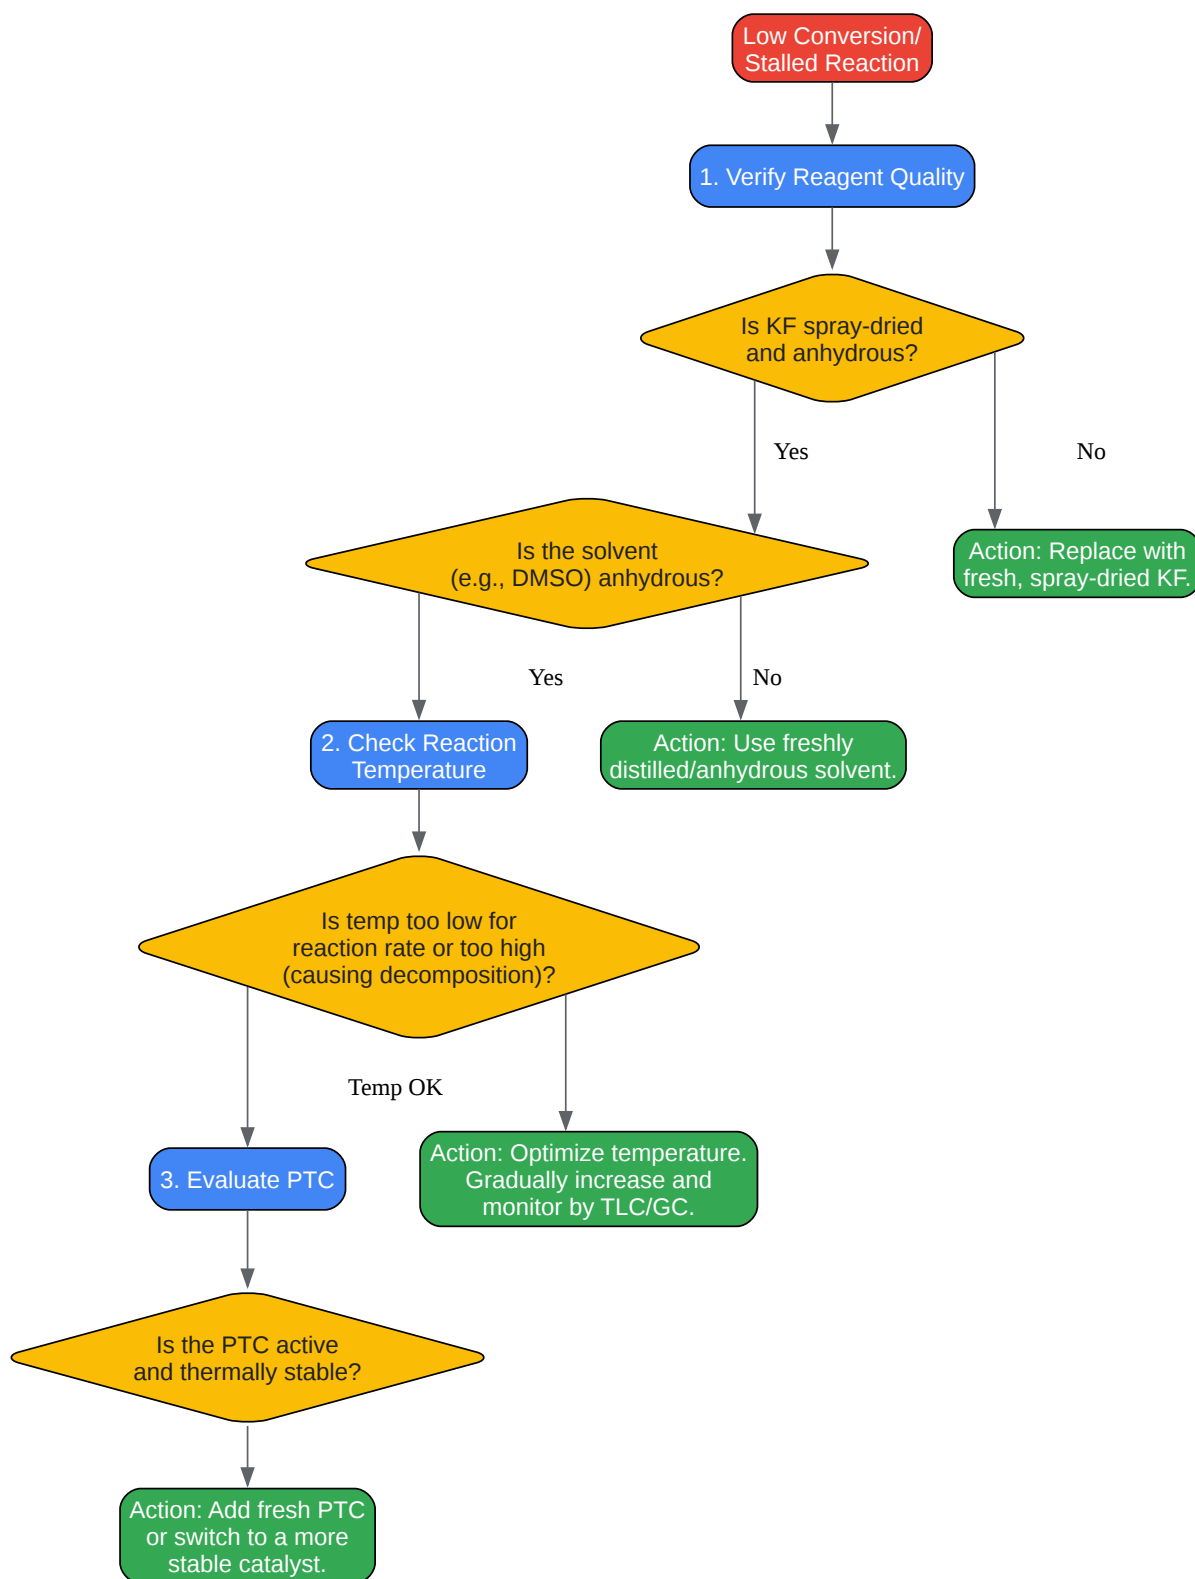 Low Conversion/
Stalled Reaction
1. Verify Reagent Quality
Is KF spray-dried
and anhydrous?
Yes
No
Is the solvent
(e.g., DMSO) anhydrous?
Action: Replace with
fresh, spray-dried KF.
Yes
No
2. Check Reaction
Temperature
Action: Use freshly
distilled/anhydrous solvent.
Is temp too low for
reaction rate or too high
(causing decomposition)?
Temp OK
3. Evaluate PTC
Action: Optimize temperature.
Gradually increase and
monitor by TLC/GC.
Is the PTC active
and thermally stable?
Action: Add fresh PTC
or switch to a more
stable catalyst.